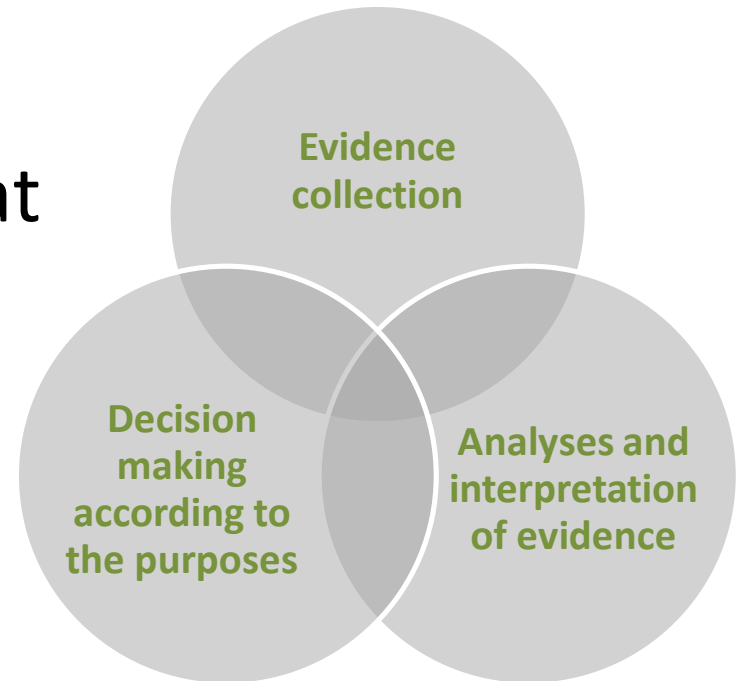 Evidence
collection
Decision
making
according to
the purposes
Analyses and
interpretation
of evidence